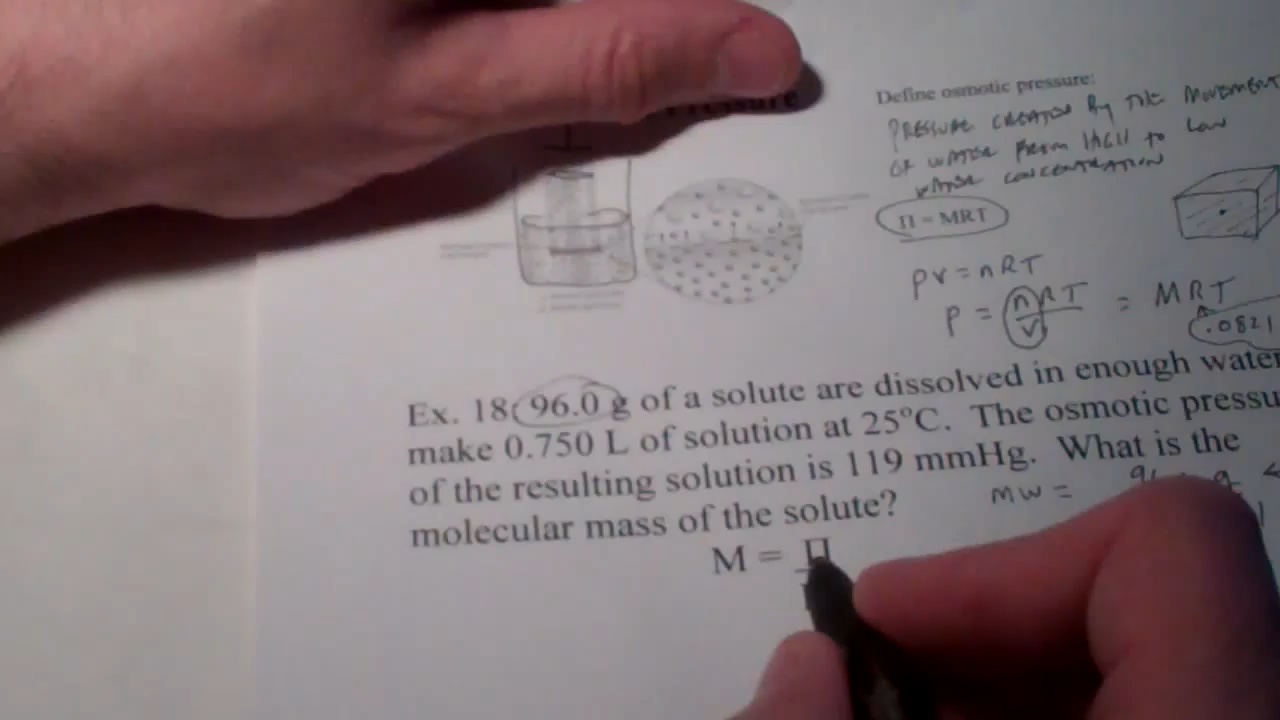 Pressure
Define osmotic pressure:
PRESSURE CREATED BY THE MOVEMENT
OF WATER FROM HIGH to LOW
WATER CONCENTRATION
Π = MRT
PV = nRT
P = nRT / V = MRT
.0821
Ex. 18 96.0 g of a solute are dissolved in enough water
make 0.750 L of solution at 25°C. The osmotic pressu
of the resulting solution is 119 mmHg. What is the
molecular mass of the solute?
MW = g
M = Π